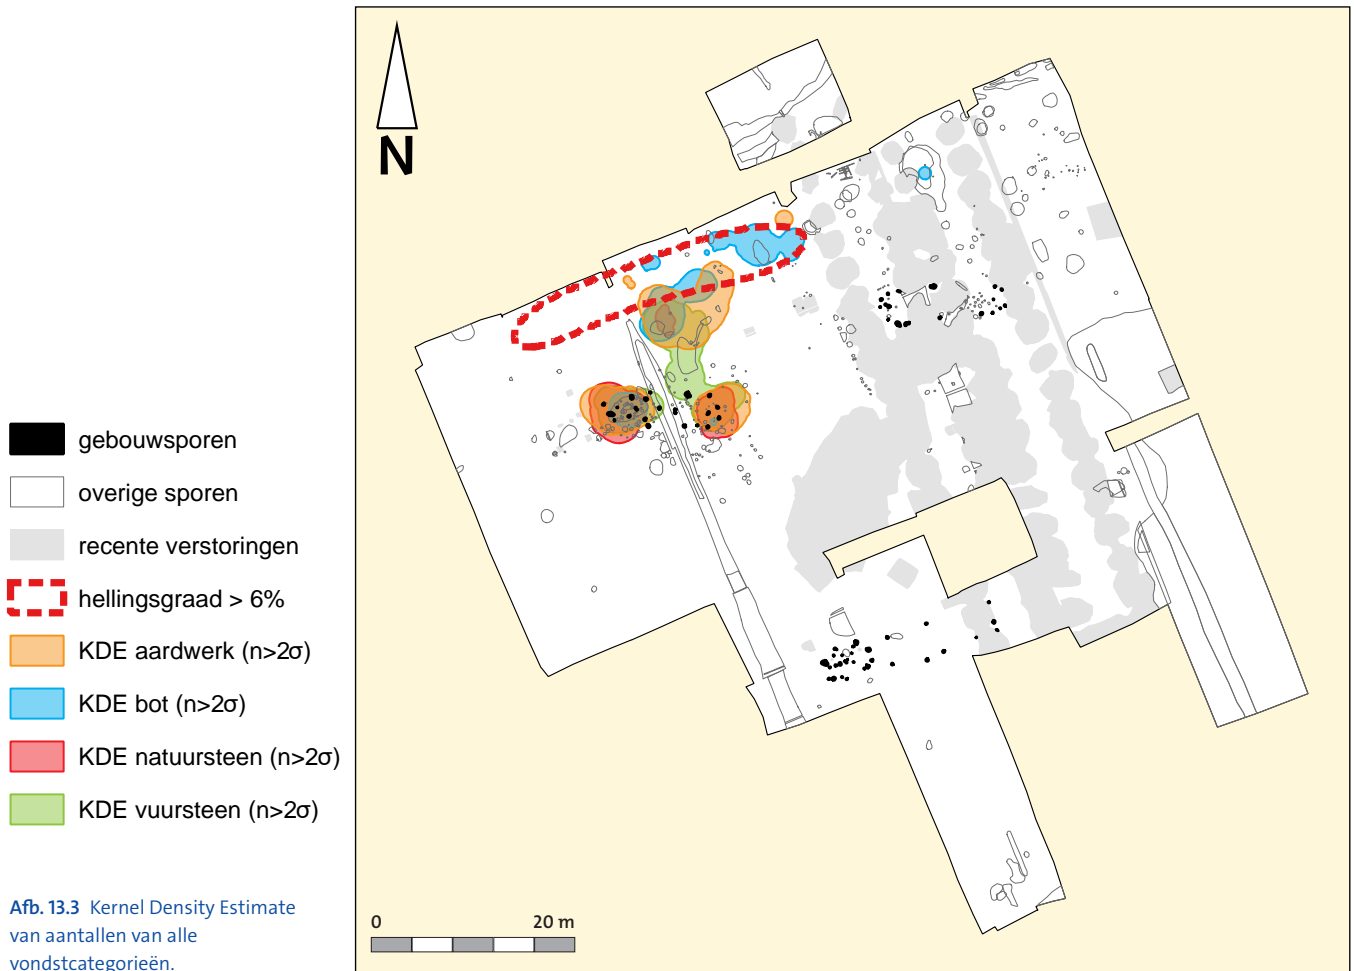 N
gebouwsporen
overige sporen
recente verstoringen
hellingsgraad > 6%
KDE aardwerk (n>2σ)
KDE bot (n>2σ)
KDE natuursteen (n>2σ)
KDE vuursteen (n>2σ)
Afb. 13.3 Kernel Density Estimate
van aantallen van alle
vondstcategorieën.
0 20 m